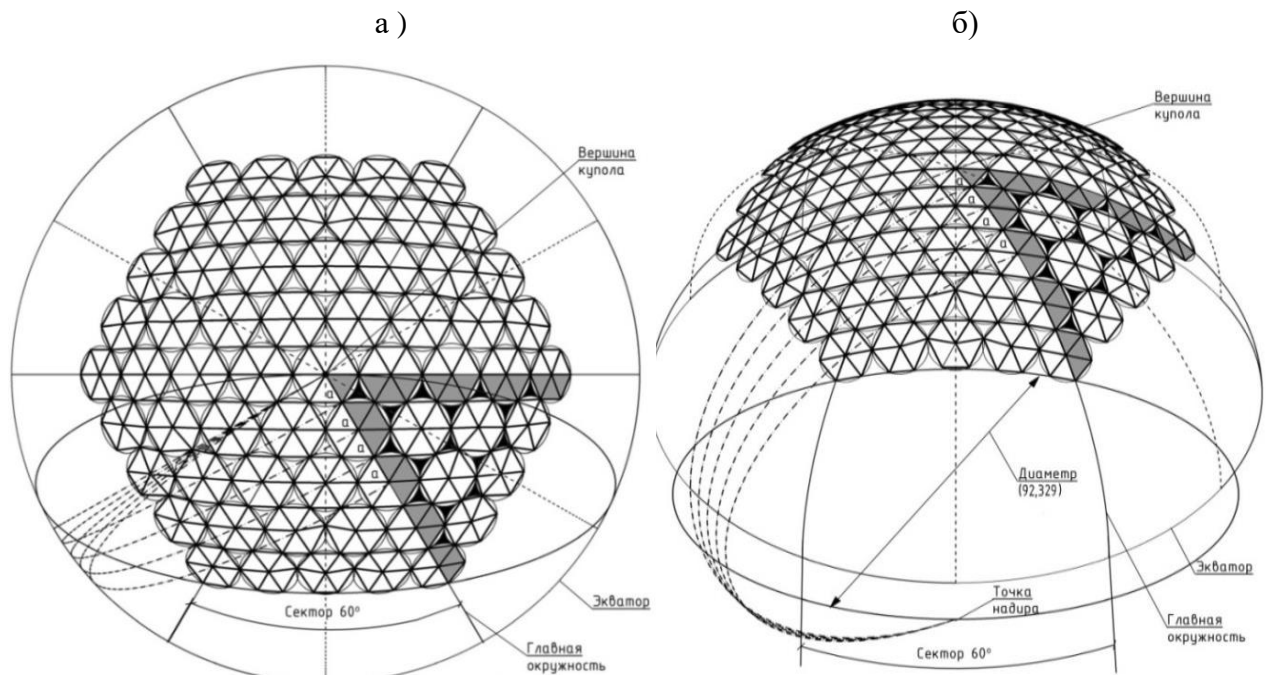 а )
б)
Вершина
купола
а
а
а
а
Сектор 60°
Экватор
Главная
окружность
Вершина
купола
а
а
а
а
Диаметр
(92,329)
Экватор
Точка
надира
Главная
окружность
Сектор 60°